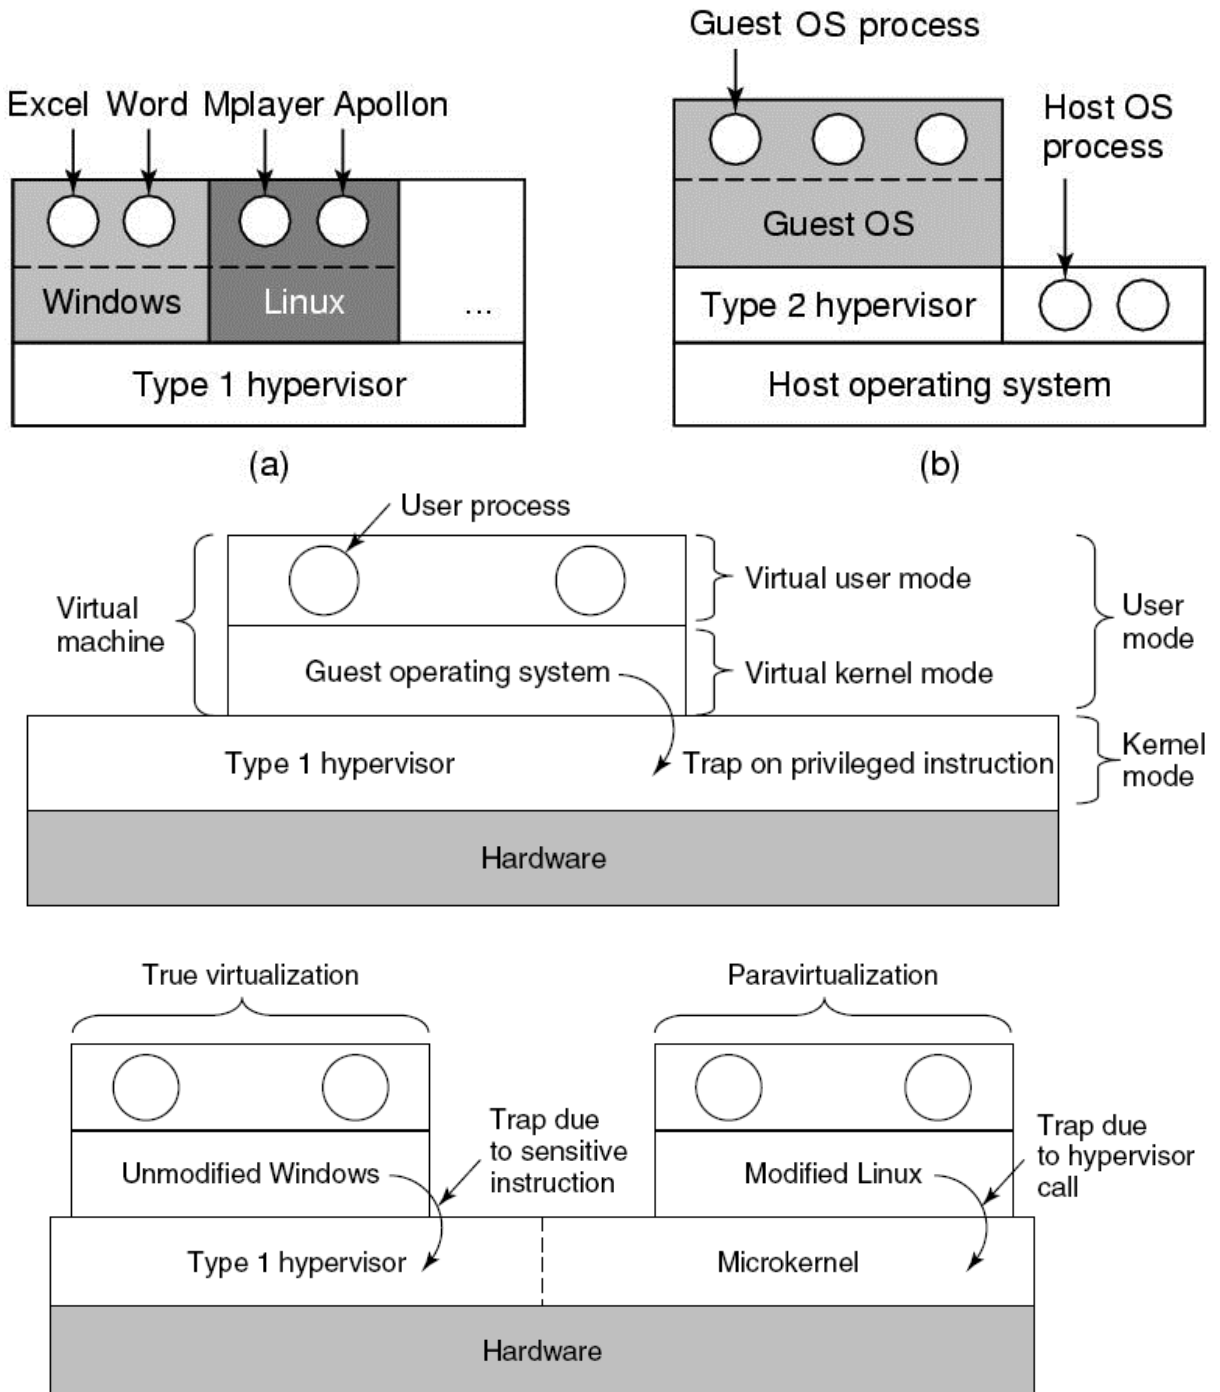 Guest OS process
Excel Word Mplayer Apollon
Host OS
process
Guest OS
Windows
Linux
...
Type 2 hypervisor
Type 1 hypervisor
Host operating system
(a)
(b)
User process
Virtual user mode
Virtual
machine
User
mode
Guest operating system
Virtual kernel mode
Type 1 hypervisor
Trap on privileged instruction
Kernel
mode
Hardware
True virtualization
Paravirtualization
Trap due
to sensitive
instruction
Trap due
to hypervisor
call
Unmodified Windows
Modified Linux
Type 1 hypervisor
Microkernel
Hardware